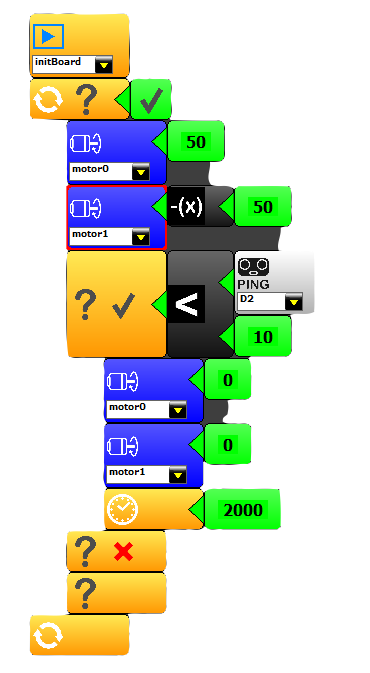 initBoard
?
50
motor0
-(x)
50
motor1
PING
? < D2
10
0
motor0
0
motor1
2000
?
?